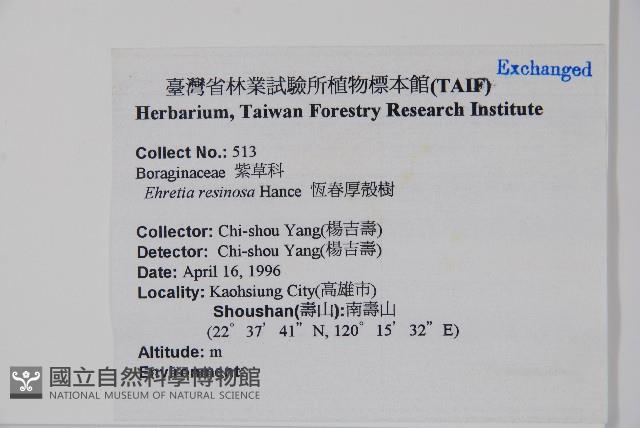 Exchanged
臺灣省林業試驗所植物標本館(TAIF)
Herbarium, Taiwan Forestry Research Institute
Collect No.: 513
Boraginaceae 紫草科
Ehretia resinosa Hance 恆春厚殼樹
Collector: Chi-shou Yang(楊吉壽)
Detector: Chi-shou Yang(楊吉壽)
Date: April 16, 1996
Locality: Kaohsiung City(高雄市)
Shoushan(壽山):南壽山
(22° 37' 41” N, 120° 15' 32” E)
Altitude: m
Environment:
國立自然科學博物館
NATIONAL MUSEUM OF NATURAL SCIENCE